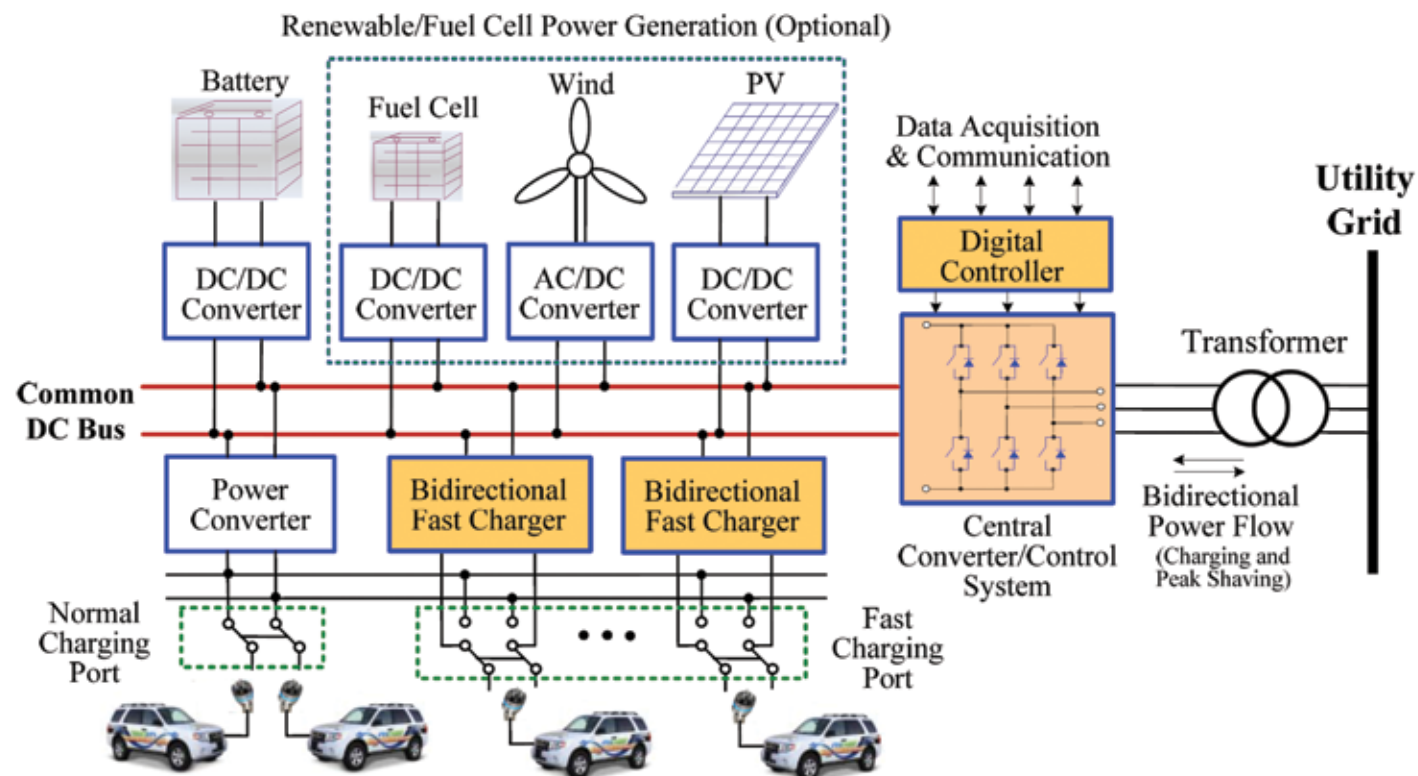 Renewable/Fuel Cell Power Generation (Optional)
Battery
Fuel Cell
Wind
PV
Data Acquisition
& Communication
Utility
Grid
DC/DC
Converter
DC/DC
Converter
AC/DC
Converter
DC/DC
Converter
Digital
Controller
Transformer
Common
DC Bus
Power
Converter
Bidirectional
Fast Charger
Bidirectional
Fast Charger
Central
Converter/Control
System
Bidirectional
Power Flow
(Charging and
Peak Shaving)
Normal
Charging
Port
Fast
Charging
Port